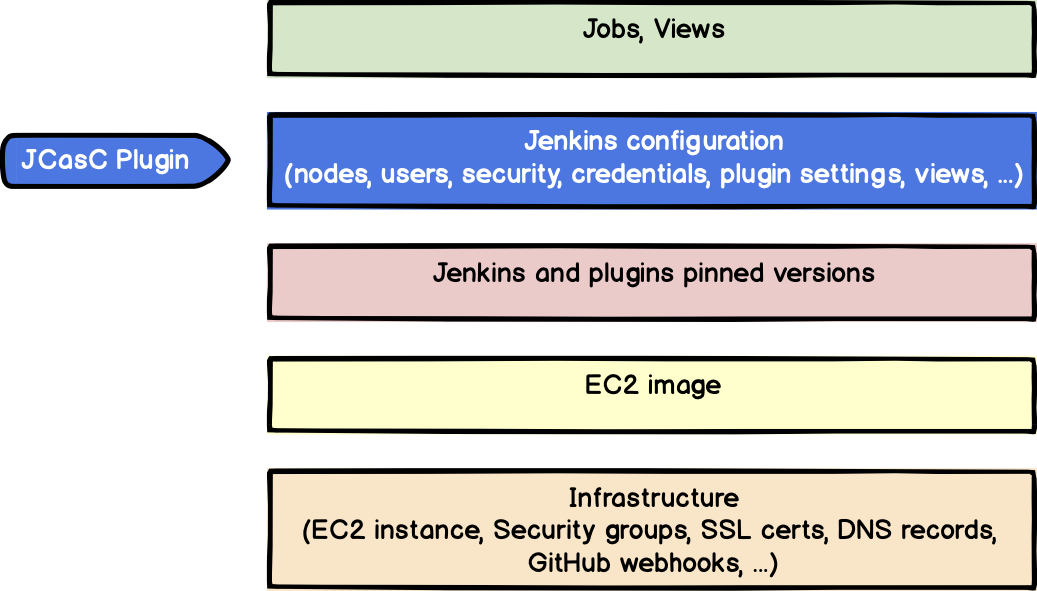 Jobs, Views
JCasC Plugin
Jenkins configuration
(nodes, users, security, credentials, plugin settings, views, ...)
Jenkins and plugins pinned versions
EC2 image
Infrastructure
(EC2 instance, Security groups, SSL certs, DNS records,
GitHub webhooks, ...)